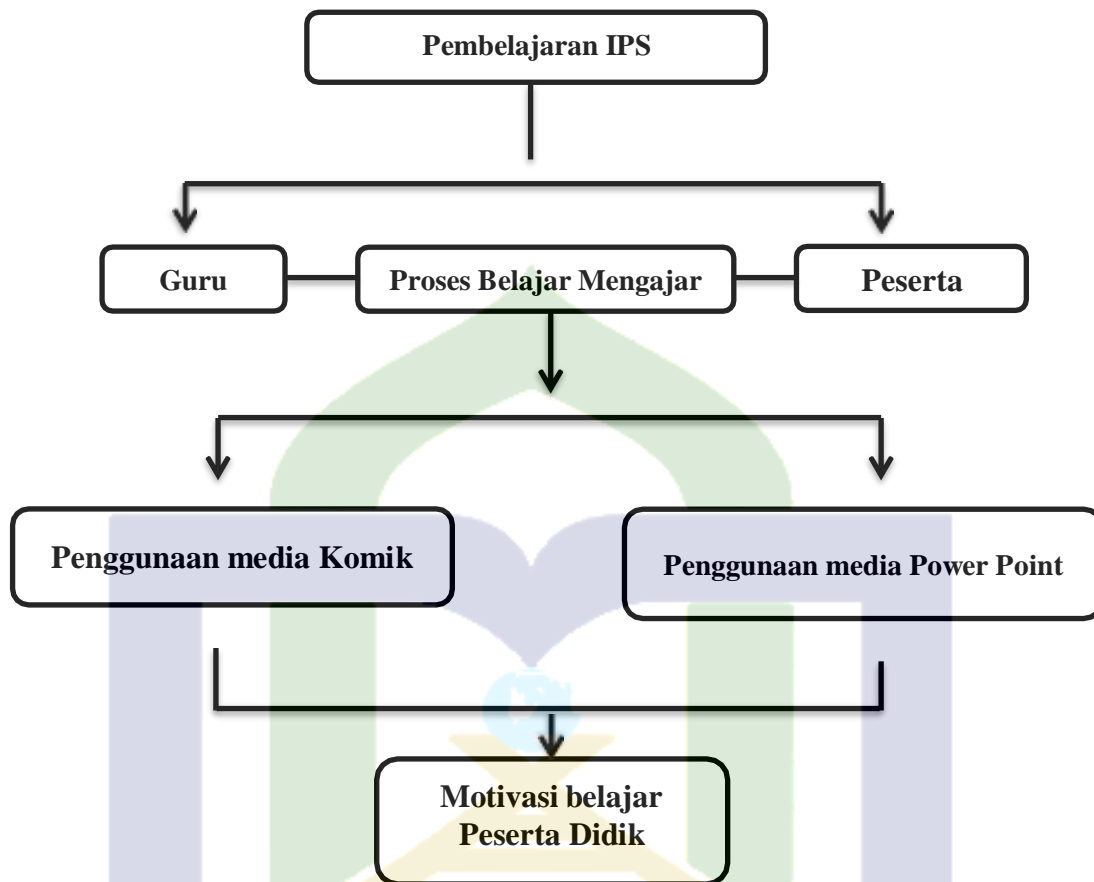 Pembelajaran IPS
Guru
Proses Belajar Mengajar
Peserta
Penggunaan media Komik
Penggunaan media Power Point
Motivasi belajar
Peserta Didik